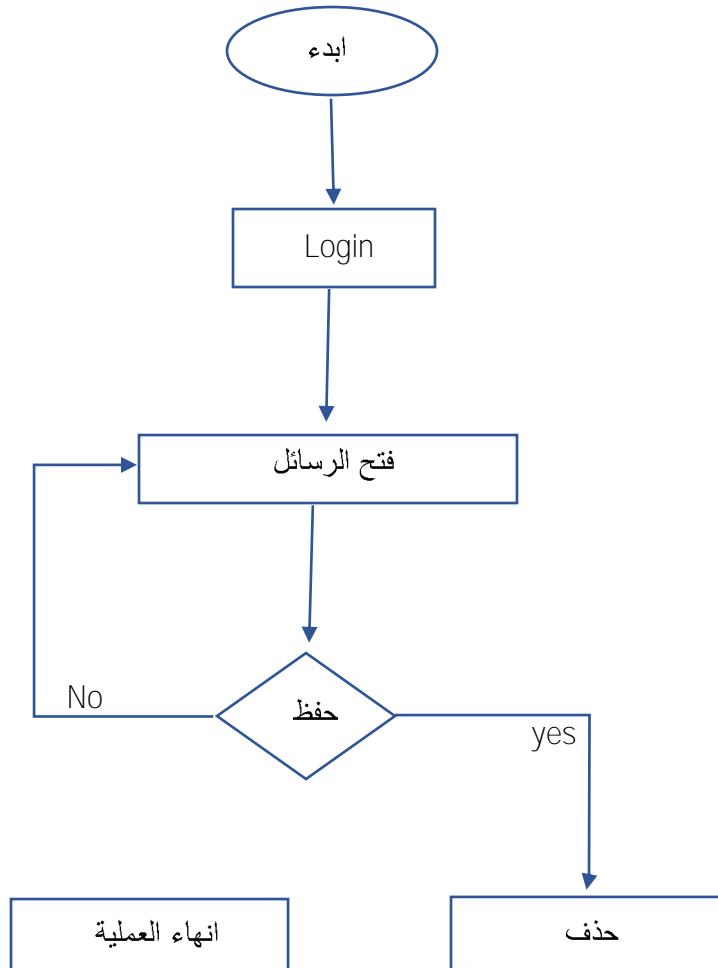 ابدء
Login
فتح الرسائل
No
حفظ
yes
انهاء العملية
حذف